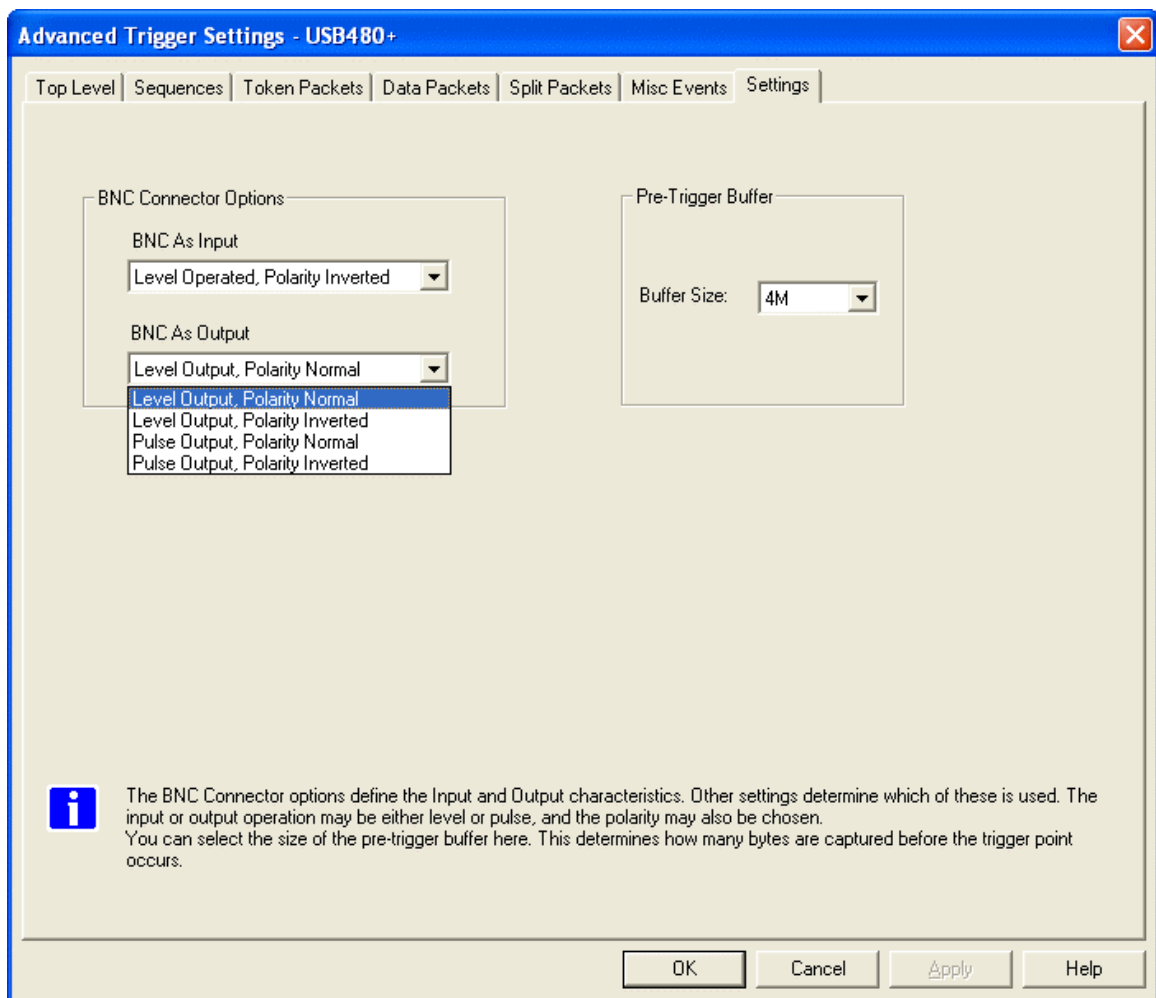 Advanced Trigger Settings - USB480+
Top Level Sequences Token Packets Data Packets Split Packets Misc Events Settings
BNC Connector Options
BNC As Input
Level Operated, Polarity Inverted
BNC As Output
Level Output, Polarity Normal
Level Output, Polarity Normal
Level Output, Polarity Inverted
Pulse Output, Polarity Normal
Pulse Output, Polarity Inverted
Pre-Trigger Buffer
Buffer Size: 4M
The BNC Connector options define the Input and Output characteristics. Other settings determine which of these is used. The
input or output operation may be either level or pulse, and the polarity may also be chosen.
You can select the size of the pre-trigger buffer here. This determines how many bytes are captured before the trigger point
occurs.
OK Cancel Apply Help